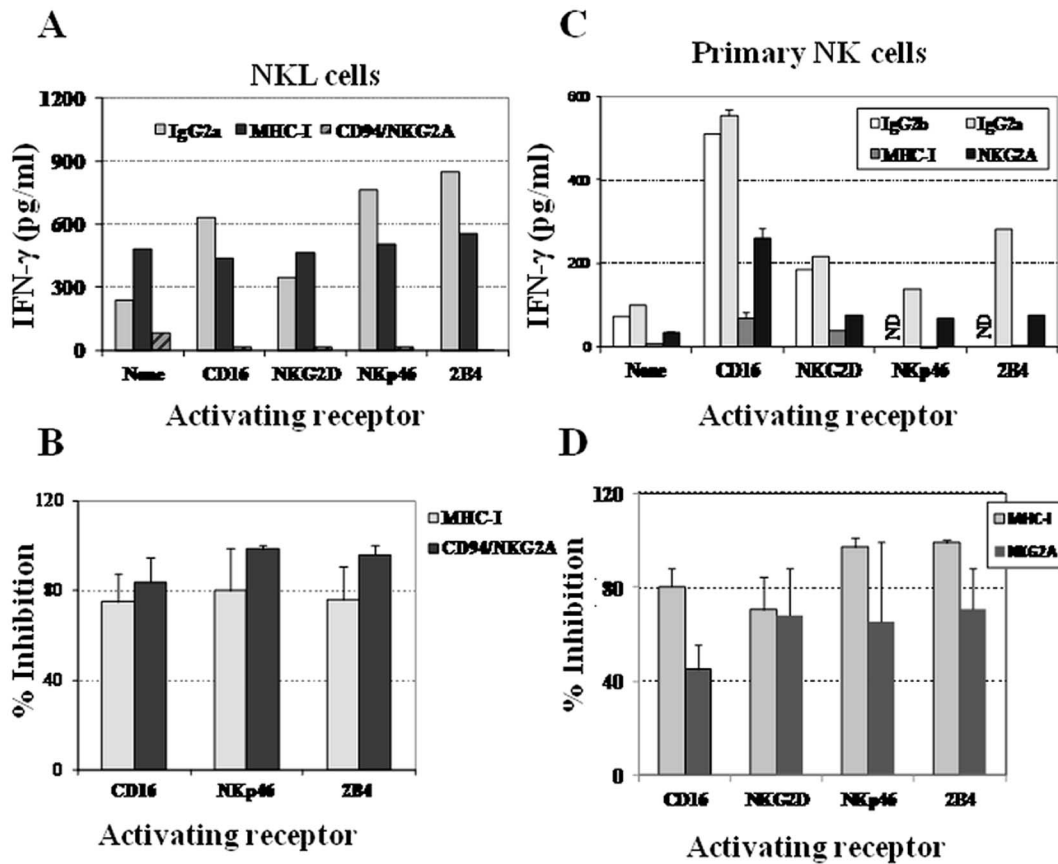 A
NKL cells
1200
900
600
300
0
IFN-γ (pg/ml)
IgG2a MHC-I CD94/NKG2A
None CD16 NKG2D NKp46 2B4
Activating receptor
C
Primary NK cells
600
400
200
0
IFN-γ (pg/ml)
IgG2b IgG2a
MHC-I NKG2A
ND ND
None CD16 NKG2D NKp46 2B4
Activating receptor
B
120
80
40
0
% Inhibition
MHC-I
CD94/NKG2A
CD16 NKp46 2B4
Activating receptor
D
120
80
40
0
% Inhibition
MHC-I
NKG2A
CD16 NKG2D NKp46 2B4
Activating receptor